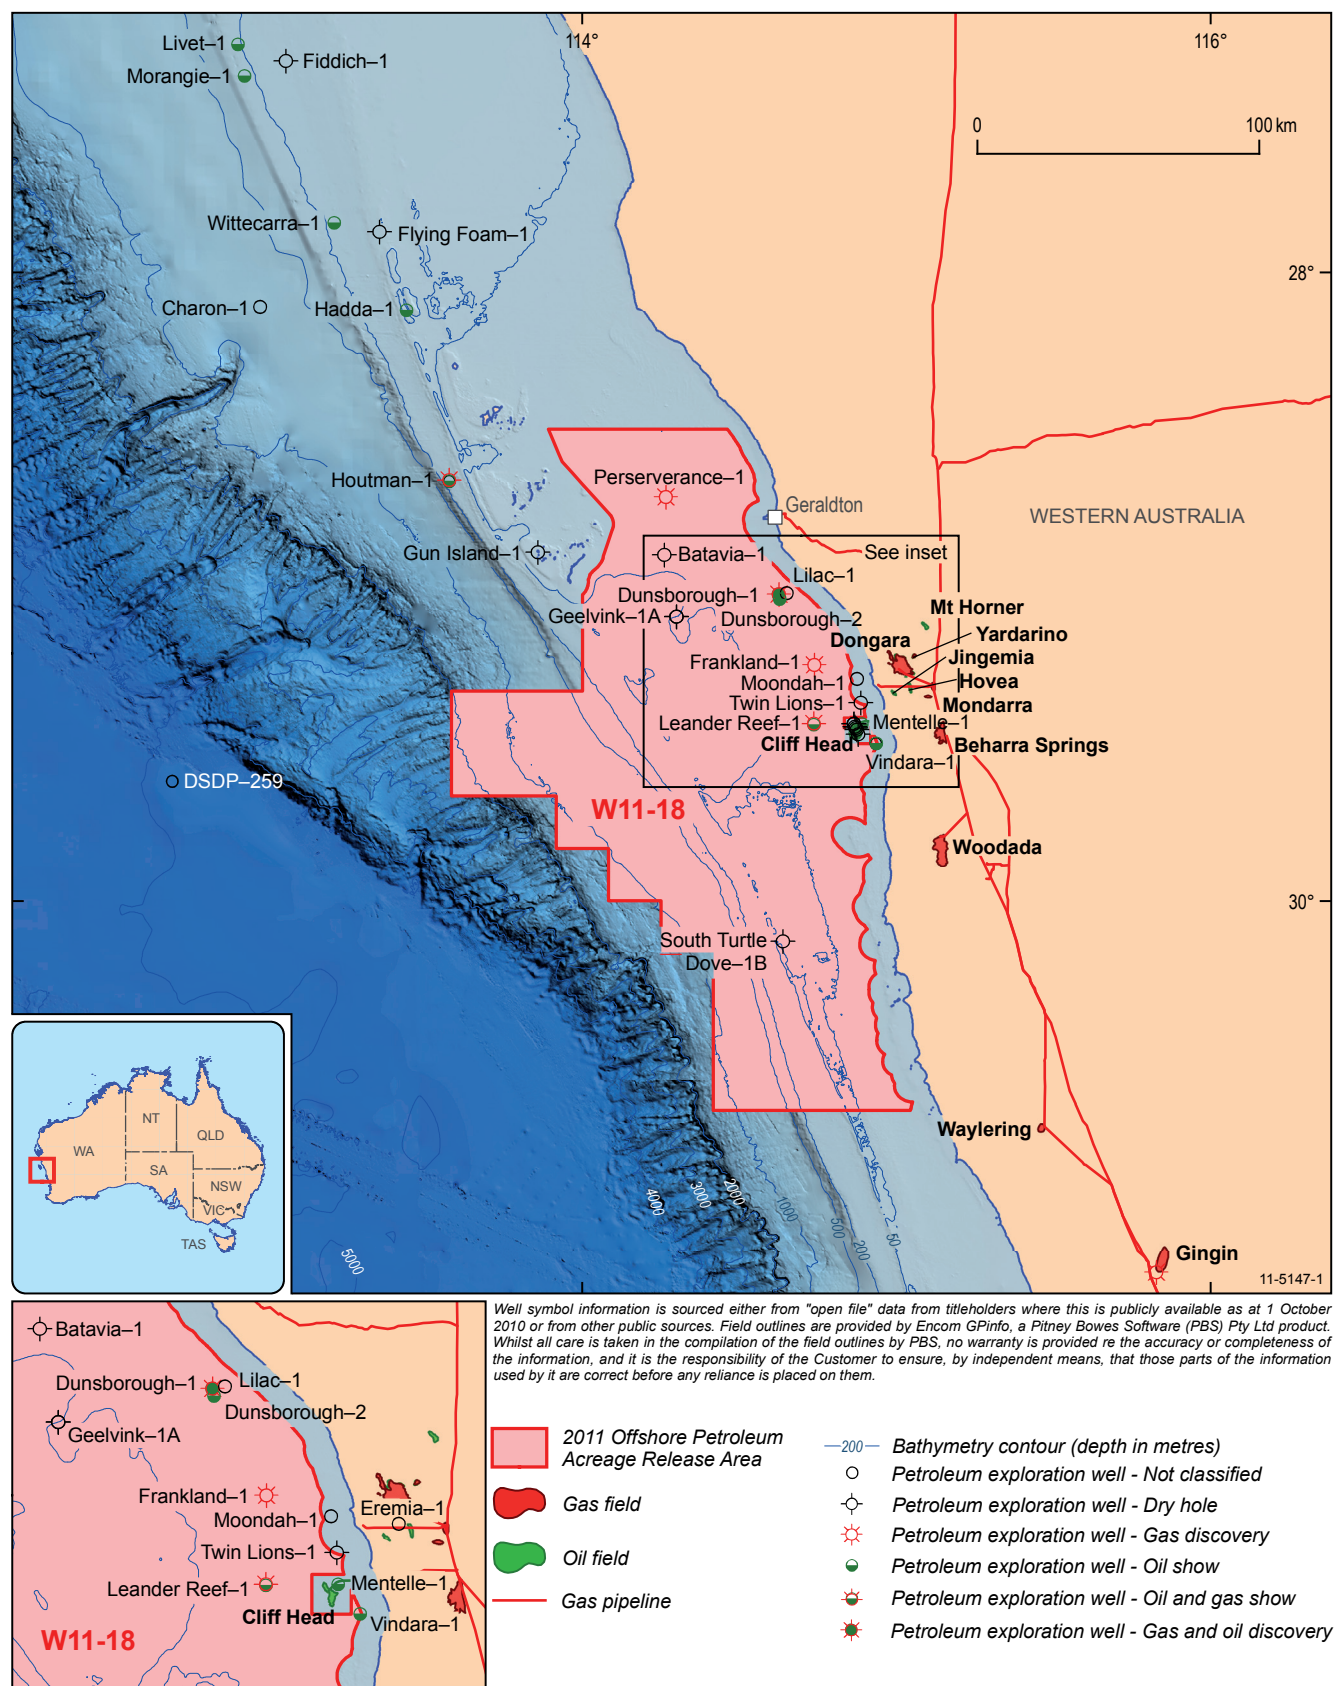 114°
116°
Livet–1
Fiddich–1
Morangie–1
0
100 km
Wittecarra–1
Flying Foam–1
28°
Charon–1
Hadda–1
Houtman–1
Perserverance–1
Geraldton
WESTERN AUSTRALIA
Gun Island–1
Batavia–1
See inset
Lilac–1
Dunsborough–1
Mt Horner
Geelvink–1A
Dunsborough–2
Yardarino
Dongara
Jingemia
Frankland–1
Moondah–1
Hovea
Twin Lions–1
Mondarra
Leander Reef–1
Mentelle–1
Cliff Head
Beharra Springs
Vindara–1
DSDP–259
W11-18
Woodada
30°
South Turtle
Dove–1B
Waylering
4000
3000
2000
1000
500
200
50
5000
Gingin
11-5147-1
NT
QLD
WA
SA
NSW
VIC
TAS
Batavia–1
Dunsborough–1
Lilac–1
Dunsborough–2
Geelvink–1A
Frankland–1
Eremia–1
Moondah–1
Twin Lions–1
Leander Reef–1
Mentelle–1
Cliff Head
Vindara–1
W11-18
Well symbol information is sourced either from "open file" data from titleholders where this is publicly available as at 1 October
2010 or from other public sources. Field outlines are provided by Encom GPinfo, a Pitney Bowes Software (PBS) Pty Ltd product.
Whilst all care is taken in the compilation of the field outlines by PBS, no warranty is provided re the accuracy or completeness of
the information, and it is the responsibility of the Customer to ensure, by independent means, that those parts of the information
used by it are correct before any reliance is placed on them.
2011 Offshore Petroleum
Acreage Release Area
Gas field
Oil field
Gas pipeline
200
Bathymetry contour (depth in metres)
Petroleum exploration well - Not classified
Petroleum exploration well - Dry hole
Petroleum exploration well - Gas discovery
Petroleum exploration well - Oil show
Petroleum exploration well - Oil and gas show
Petroleum exploration well - Gas and oil discovery